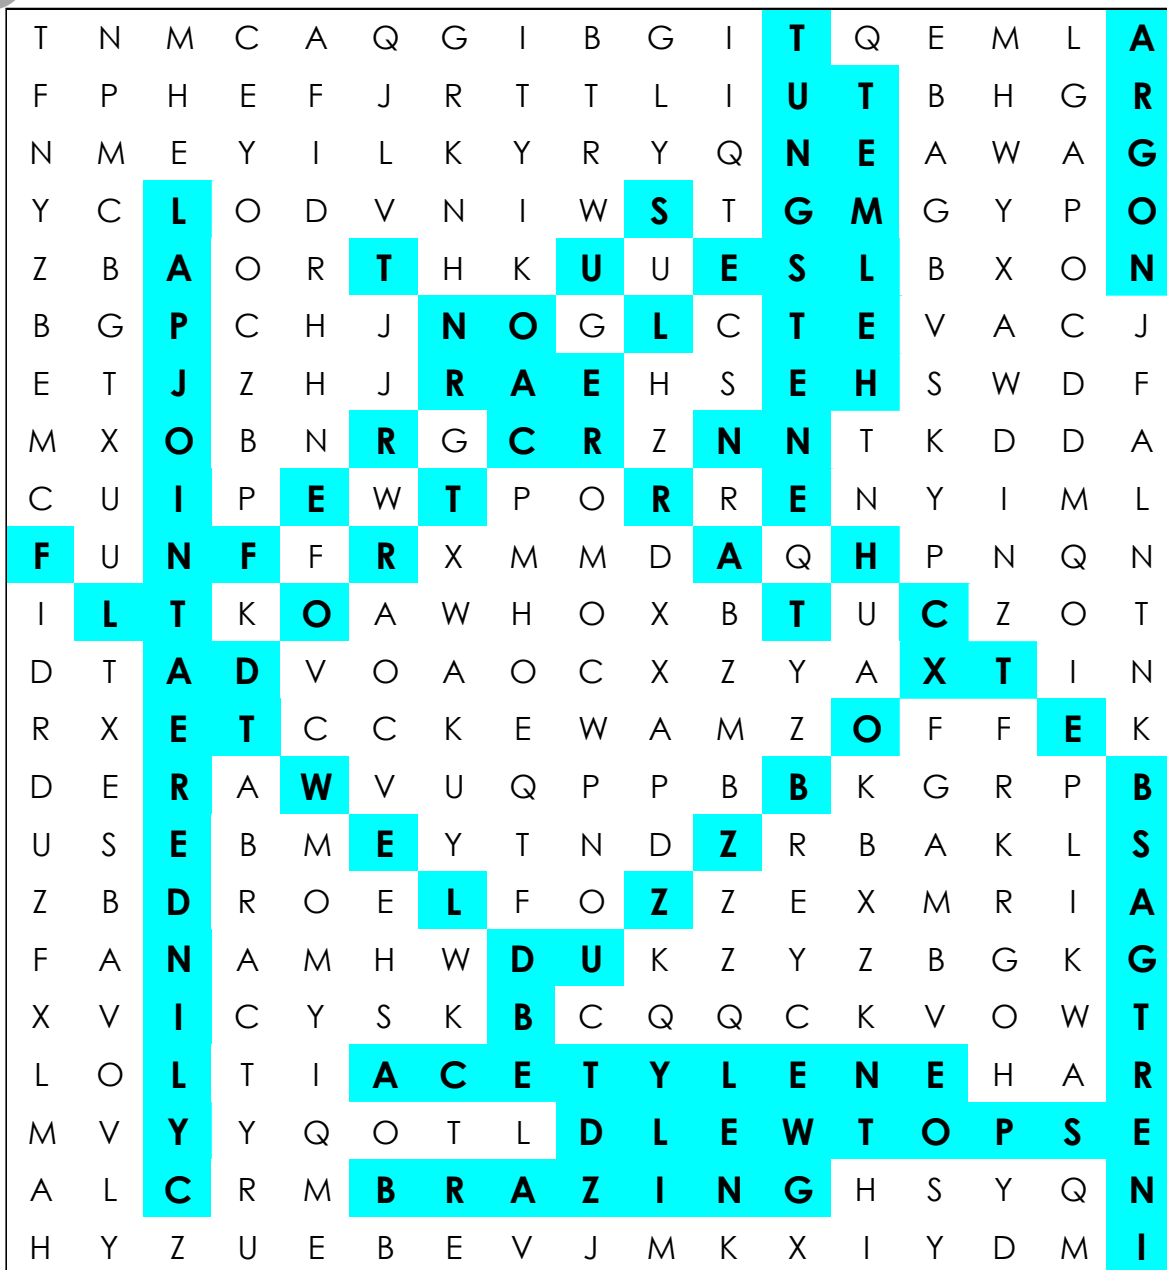 T N M C A Q G I B G I T Q E M L A
F P H E F J R T T L I U T B H G R
N M E Y I L K Y R Y Q N E A W A G
Y C L O D V N I W S T G M G Y P O
Z B A O R T H K U U E S L B X O N
B G P C H J N O G L C T E V A C J
E T J Z H J R A E H S E H S W D F
M X O B N R G C R Z N N T K D D A
C U I P E W T P O R R E N Y I M L
F U N F F R X M M D A Q H P N Q N
I L T K O A W H O X B T U C Z O T
D T A D V O A O C X Z Y A X T I N
R X E T C C K E W A M Z O F F E K
D E R A W V U Q P P B B K G R P B
U S E B M E Y T N D Z R B A K L S
Z B D R O E L F O Z Z E X M R I A
F A N A M H W D U K Z Y Z B G K G
X V I C Y S K B C Q Q C K V O W T
L O L T I A C E T Y L E N E H A R
M V Y Y Q O T L D L E W T O P S E
A L C R M B R A Z I N G H S Y Q N
H Y Z U E B E V J M K X I Y D M I